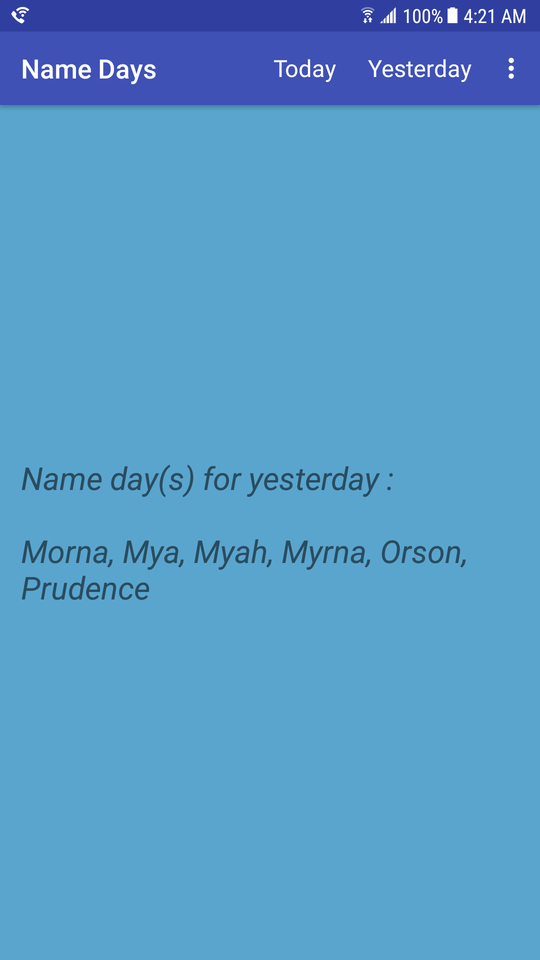 100% 4:21 AM
Name Days Today Yesterday
Name day(s) for yesterday :
Morna, Mya, Myah, Myrna, Orson,
Prudence